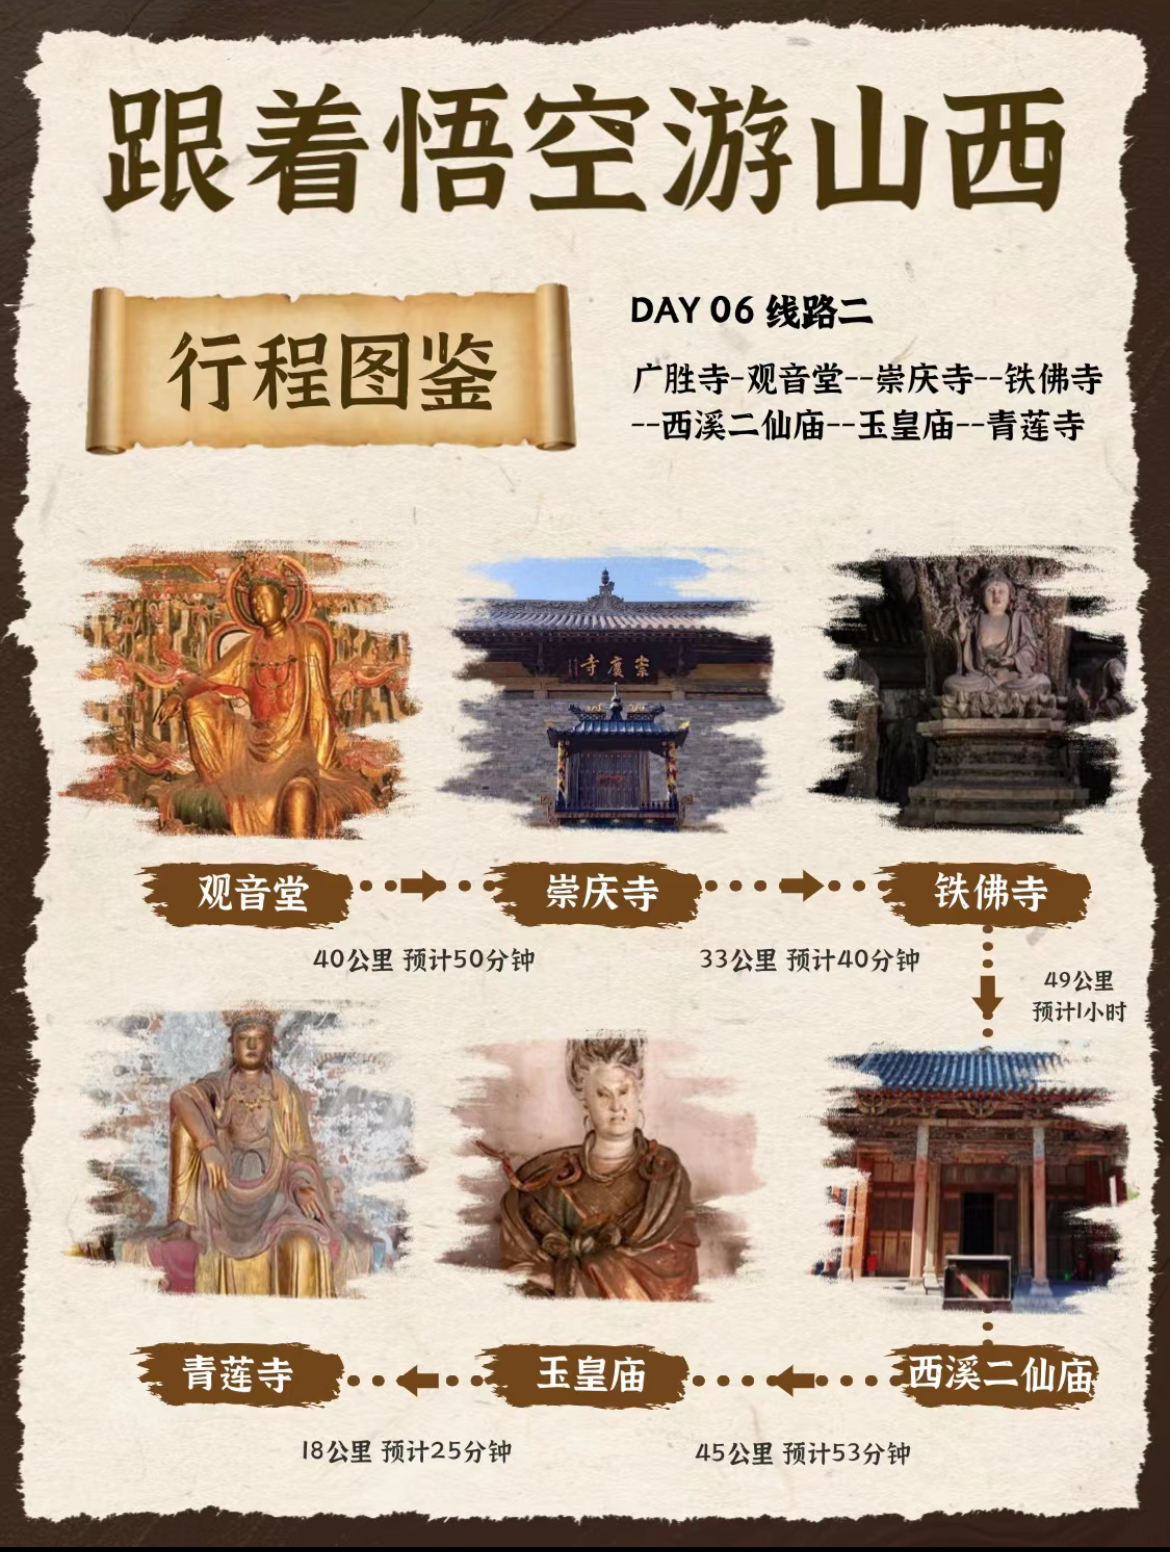 跟着悟空游山西
行程图鉴
DAY 06 线路二
广胜寺-观音堂--崇庆寺--铁佛寺
--西溪二仙庙--玉皇庙--青莲寺
寺慶崇
观音堂
崇庆寺
铁佛寺
40公里 预计50分钟
33公里 预计40分钟
49公里
预计1小时
青莲寺
玉皇庙
西溪二仙庙
18公里 预计25分钟
45公里 预计53分钟